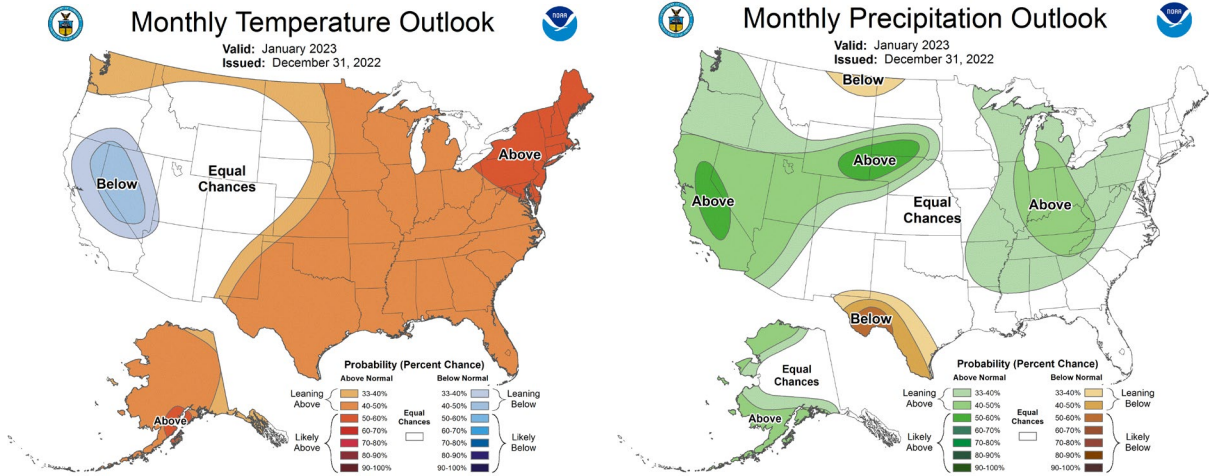 Monthly Temperature Outlook
NOAA
Valid: January 2023
Issued: December 31, 2022
Above
Below
Equal
Chances
Above
Probability (Percent Chance)
Above Normal
Below Normal
Leaning
Above
33-40%
40-50%
50-60%
60-70%
70-80%
80-90%
90-100%
Likely
Above
Equal
Chances
33-40%
40-50%
50-60%
60-70%
70-80%
80-90%
90-100%
Leaning
Below
Likely
Below
Monthly Precipitation Outlook
NOAA
Valid: January 2023
Issued: December 31, 2022
Below
Above
Above
Equal
Chances
Above
Below
Equal
Chances
Above
Probability (Percent Chance)
Above Normal
Below Normal
Leaning
Above
33-40%
40-50%
50-60%
60-70%
70-80%
80-90%
90-100%
Likely
Above
Equal
Chances
33-40%
40-50%
50-60%
60-70%
70-80%
80-90%
90-100%
Leaning
Below
Likely
Below